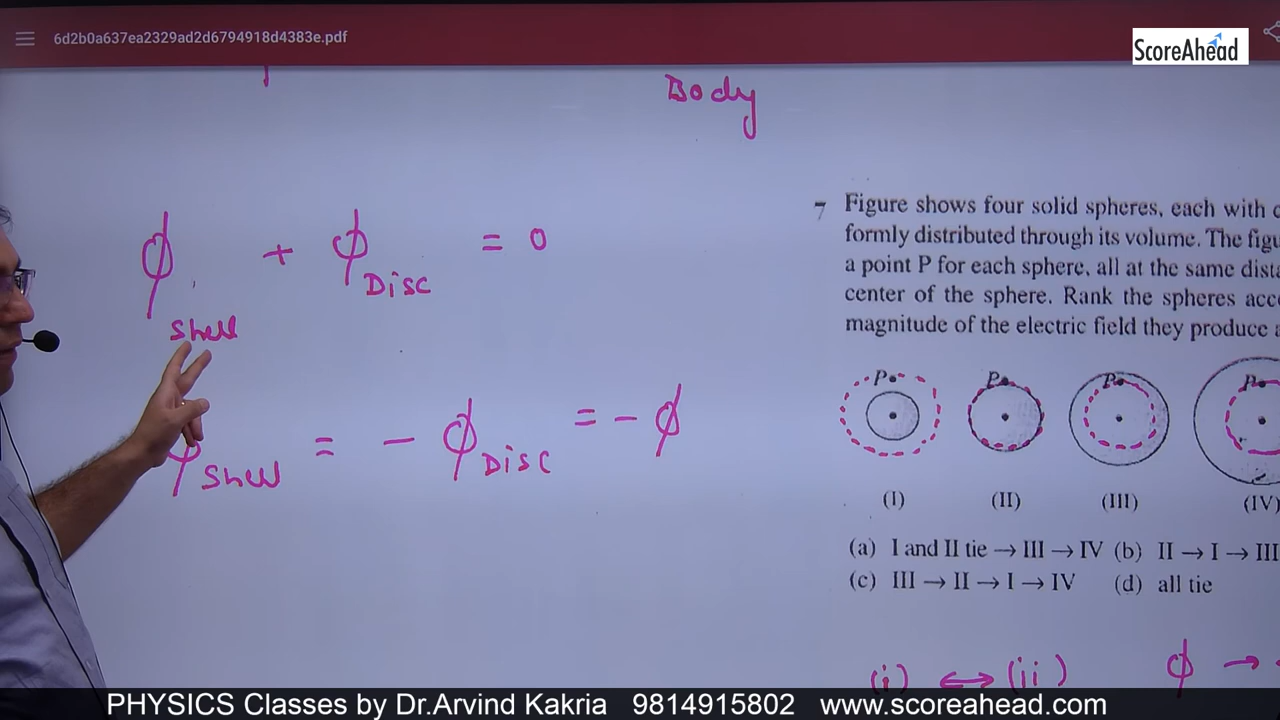 6d2b0a637ea2329ad2d6794918d4383e.pdf
ScoreAhead
Body
ϕ Shell + ϕ Disc = 0
ϕ Shell = - ϕ Disc = - ϕ
7 Figure shows four solid spheres, each with
formly distributed through its volume. The figu
a point P for each sphere, all at the same dista
center of the sphere. Rank the spheres acc
magnitude of the electric field they produce a
P P P P
(I) (II) (III) (IV)
(a) I and II tie → III → IV (b) II → I → III
(c) III → II → I → IV (d) all tie
(i) ↔ (ii) ϕ →
PHYSICS Classes by Dr.Arvind Kakria 9814915802 www.scoreahead.com